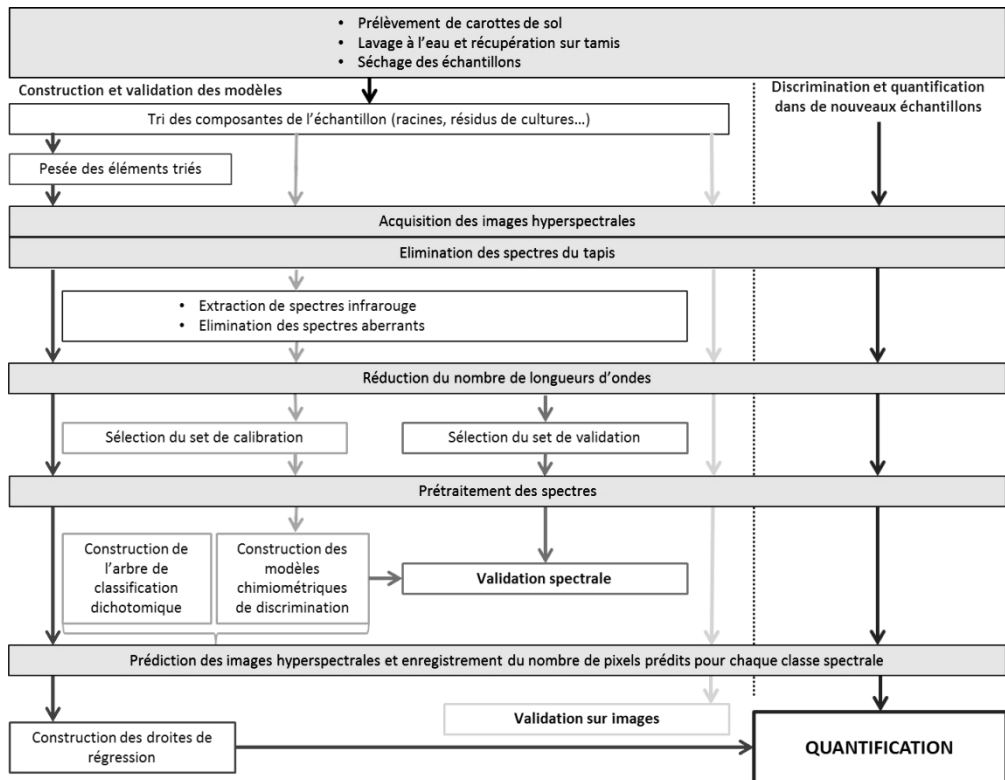 • Prélèvement de carottes de sol
• Lavage à l'eau et récupération sur tamis
• Séchage des échantillons
Construction et validation des modèles
Discrimination et quantification
dans de nouveaux échantillons
Tri des composantes de l'échantillon (racines, résidus de cultures…)
Pesée des éléments triés
Acquisition des images hyperspectrales
Elimination des spectres du tapis
• Extraction de spectres infrarouge
• Elimination des spectres aberrants
Réduction du nombre de longueurs d'ondes
Sélection du set de calibration
Sélection du set de validation
Prétraitement des spectres
Construction de
l'arbre de
classification
dichotomique
Construction des
modèles
chimiométriques
de discrimination
Validation spectrale
Prédiction des images hyperspectrales et enregistrement du nombre de pixels prédits pour chaque classe spectrale
Validation sur images
Construction des droites de
régression
QUANTIFICATION